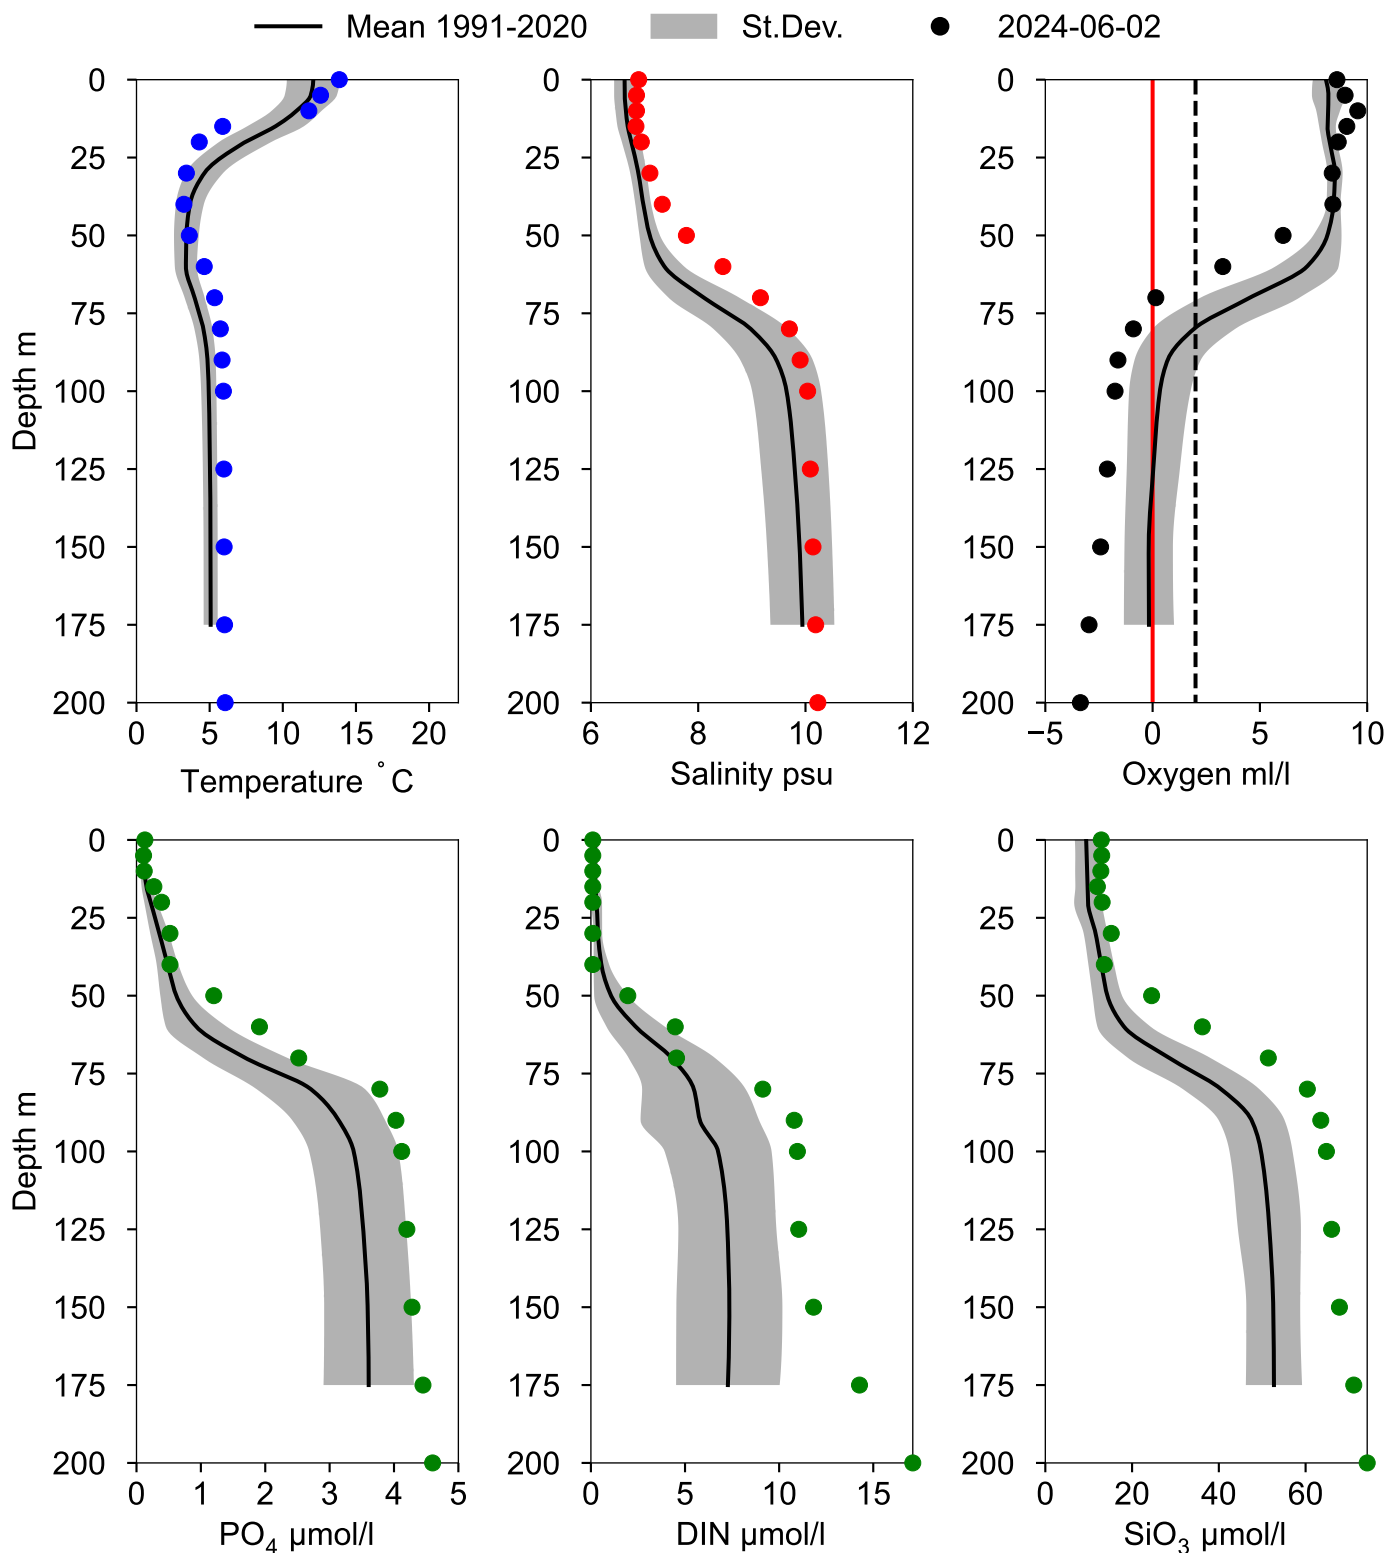 Mean 1991-2020 St.Dev. 2024-06-02
0 0 0
25 25 25
50 50 50
75 75 75
100 100 100
125 125 125
150 150 150
175 175 175
200 200 200
Depth m
0 5 10 15 20 6 8 10 12 −5 0 5 10
Temperature °C Salinity psu Oxygen ml/l
0 0 0
25 25 25
50 50 50
75 75 75
100 100 100
125 125 125
150 150 150
175 175 175
200 200 200
Depth m
0 1 2 3 4 5 0 5 10 15 0 20 40 60
PO₄ µmol/l DIN µmol/l SiO₃ µmol/l